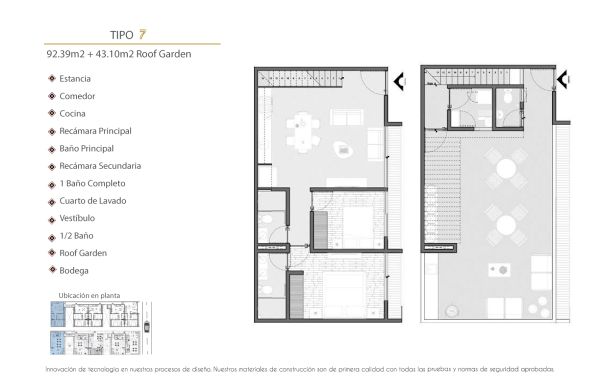 TIPO 7
92.39m2 + 43.10m2 Roof Garden
Estancia
Comedor
Cocina
Recámara Principal
Baño Principal
Recámara Secundaria
1 Baño Completo
Cuarto de Lavado
Vestíbulo
1/2 Baño
Roof Garden
Bodega
Ubicación en planta
Innovación de tecnología en nuestros procesos de diseño. Nuestros materiales de construcción son de primera calidad con todas las pruebas y normas de seguridad aprobadas.